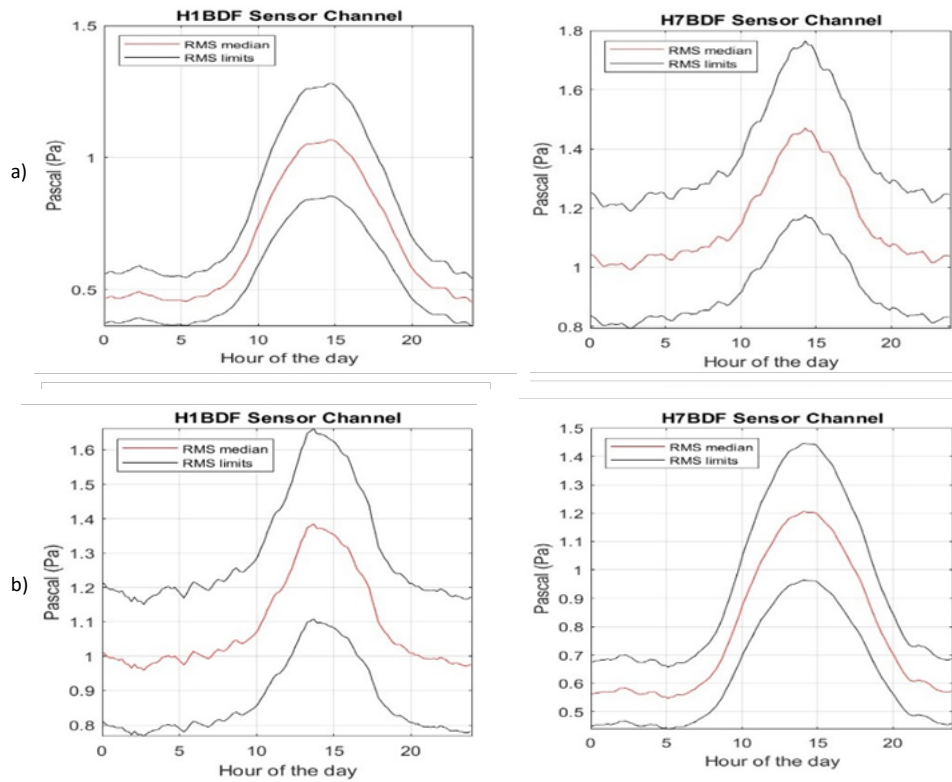 a)
H1BDF Sensor Channel
RMS median
RMS limits
Pascal (Pa)
1.5
1
0.5
0 5 10 15 20
Hour of the day
H7BDF Sensor Channel
RMS median
RMS limits
Pascal (Pa)
1.8
1.6
1.4
1.2
1
0.8
0 5 10 15 20
Hour of the day
b)
H1BDF Sensor Channel
RMS median
RMS limits
Pascal (Pa)
1.6
1.5
1.4
1.3
1.2
1.1
1
0.9
0.8
0 5 10 15 20
Hour of the day
H7BDF Sensor Channel
RMS median
RMS limits
Pascal (Pa)
1.5
1.4
1.3
1.2
1.1
1
0.9
0.8
0.7
0.6
0.5
0 5 10 15 20
Hour of the day